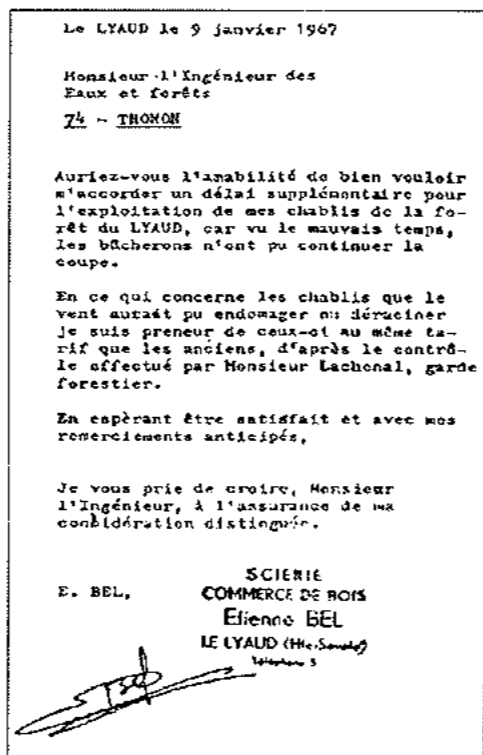 Le LYAUD le 9 janvier 1967
Monsieur l'Ingénieur des
Eaux et forêts
74 - THONON
Auriez-vous l'amabilité de bien vouloir
m'accorder un délai supplémentaire pour
l'exploitation de mes chablis de la fo-
rêt du LYAUD, car vu le mauvais temps,
les bûcherons n'ont pu continuer la
coupe.
En ce qui concerne les chablis que le
vent aurait pu endomager ou déraciner
je suis preneur de ceux-ci au même ta-
rif que les anciens, d'après le contrô-
le effectué par Monsieur Lachenal, garde
forestier.
En espèrant être satisfait et avec mes
remerciements anticipés,
Je vous prie de croire, Monsieur
l'Ingénieur, à l'assurance de ma
considération distinguée.
E. BEL,
SCIERIE
COMMERCE DE BOIS
Etienne BEL
LE LYAUD (Hte-Savoie)
Téléphone 5